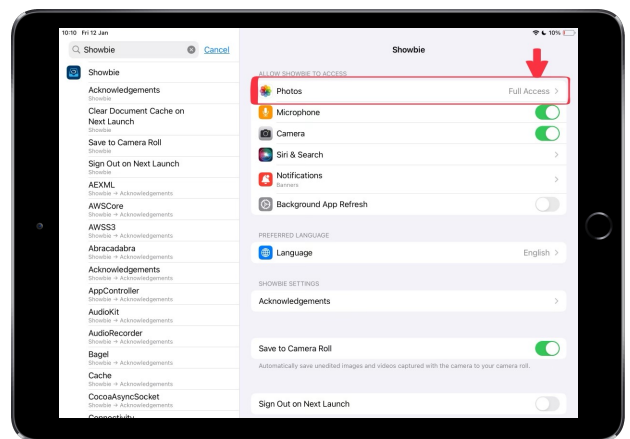 10:10 Fri 12 Jan
10%
Showbie
Cancel
Showbie
Acknowledgements
Showbie
Clear Document Cache on
Next Launch
Showbie
Save to Camera Roll
Showbie
Sign Out on Next Launch
Showbie
AEXML
Showbie → Acknowledgements
AWSCore
Showbie → Acknowledgements
AWSS3
Showbie → Acknowledgements
Abracadabra
Showbie → Acknowledgements
Acknowledgements
Showbie → Acknowledgements
AppController
Showbie → Acknowledgements
AudioKit
Showbie → Acknowledgements
AudioRecorder
Showbie → Acknowledgements
Bagel
Showbie → Acknowledgements
Cache
Showbie → Acknowledgements
CocoaAsyncSocket
Showbie → Acknowledgements
Connectivity
Showbie
ALLOW SHOWBIE TO ACCESS
Photos Full Access
Microphone
Camera
Siri & Search
Notifications
Banners
Background App Refresh
PREFERRED LANGUAGE
Language English
SHOWBIE SETTINGS
Acknowledgements
Save to Camera Roll
Automatically save unedited images and videos captured with the camera to your camera roll.
Sign Out on Next Launch